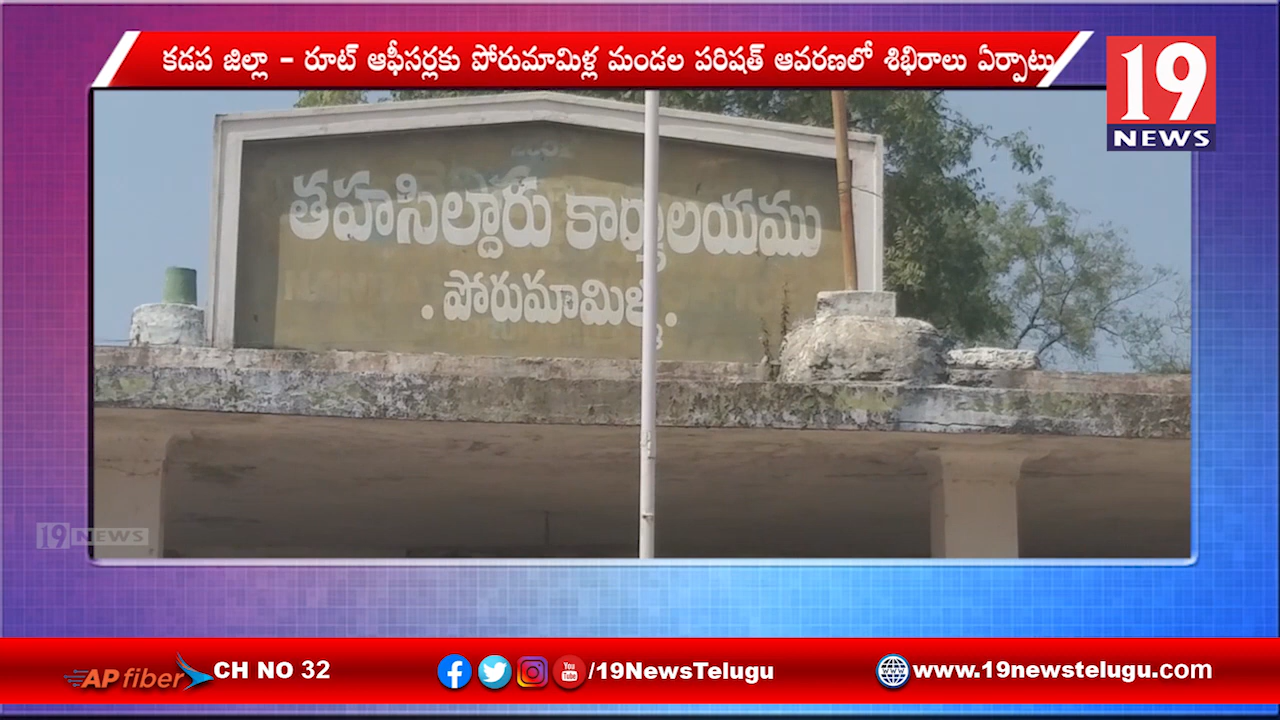 కడప జిల్లా - రూట్ ఆఫీసర్లకు పోరుమామిళ్ల మండల పరిషత్ ఆవరణలో శిభిరాలు ఏర్పాటు
19
NEWS
తహసిల్దారు కార్యాలయము
. పోరుమామిళ్ళ.
19 NEWS
AP fiber CH NO 32
/19NewsTelugu
www.19newstelugu.com